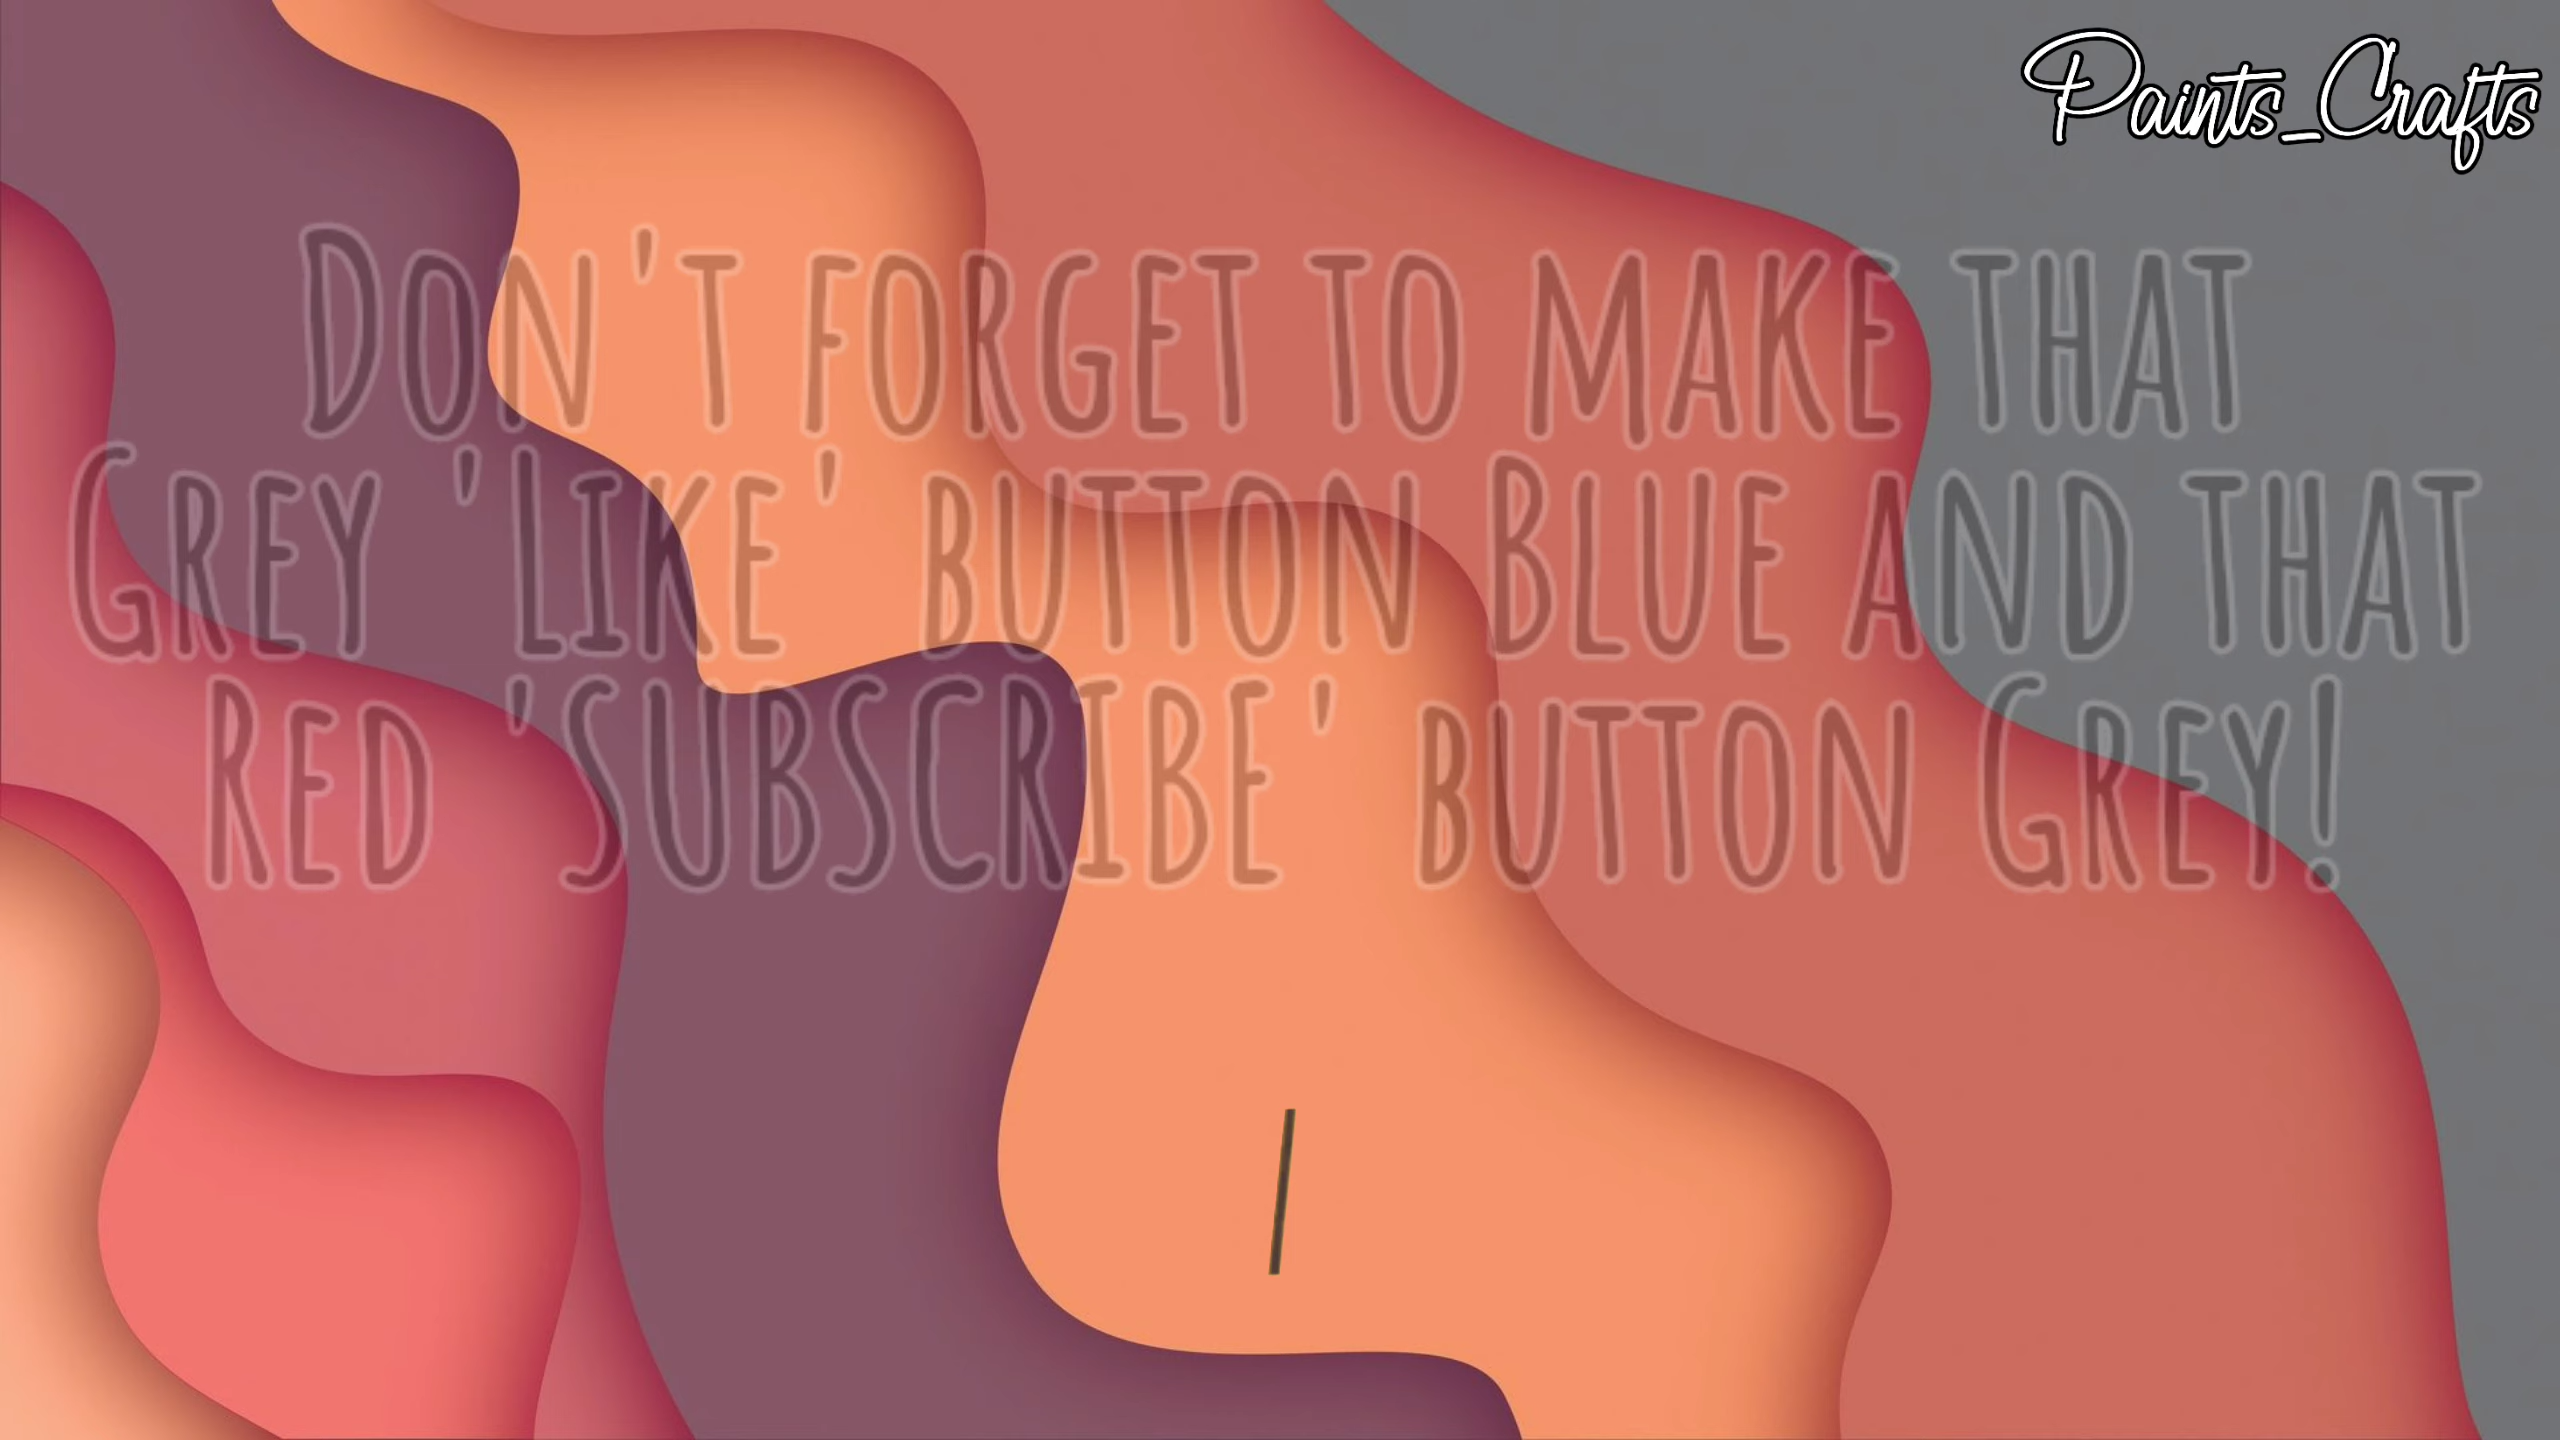 Paints_Crafts
Don't forget to make that
Grey 'Like' button Blue and that
Red 'SUBSCRIBE' button Grey!